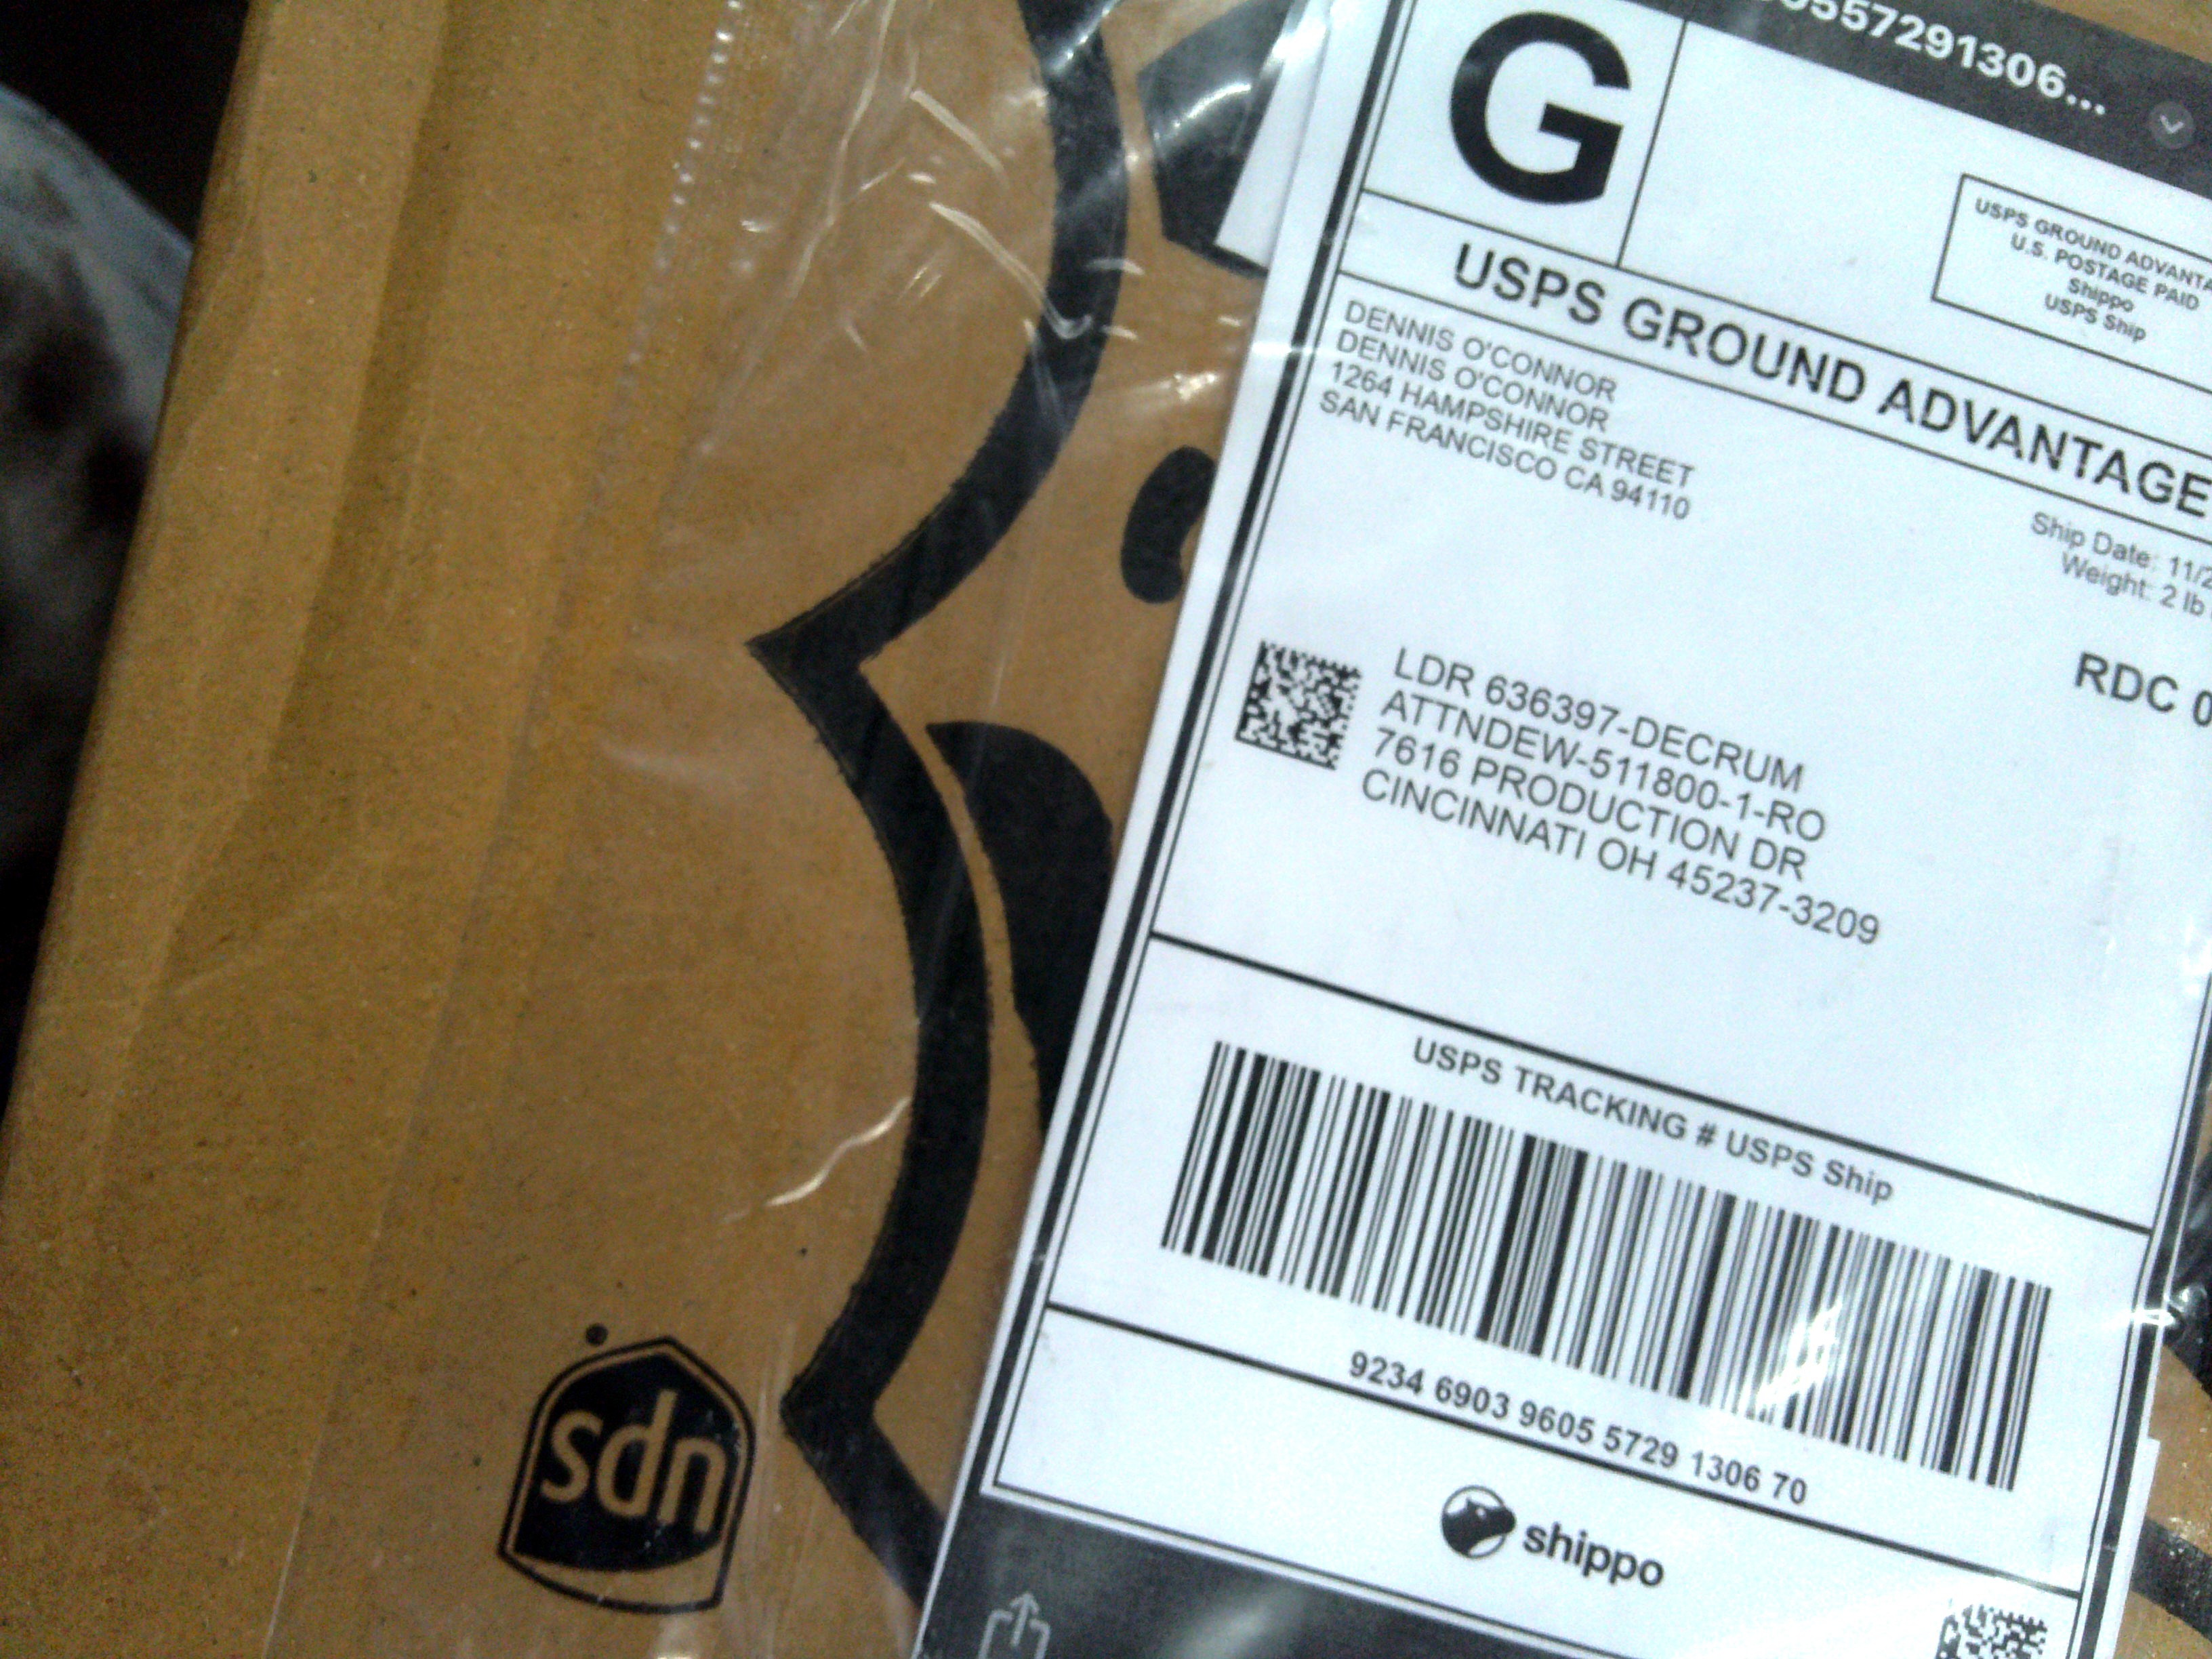 0557291306...
G
USPS GROUND ADVANTA
U.S. POSTAGE PAID
Shippo
USPS Ship
USPS GROUND ADVANTAGE
DENNIS O'CONNOR
DENNIS O'CONNOR
1264 HAMPSHIRE STREET
SAN FRANCISCO CA 94110
Ship Date: 11/2
Weight: 2 lb
RDC 0
LDR 636397-DECRUM
ATTNDEW-511800-1-RO
7616 PRODUCTION DR
CINCINNATI OH 45237-3209
USPS TRACKING # USPS Ship
9234 6903 9605 5729 1306 70
shippo
ups